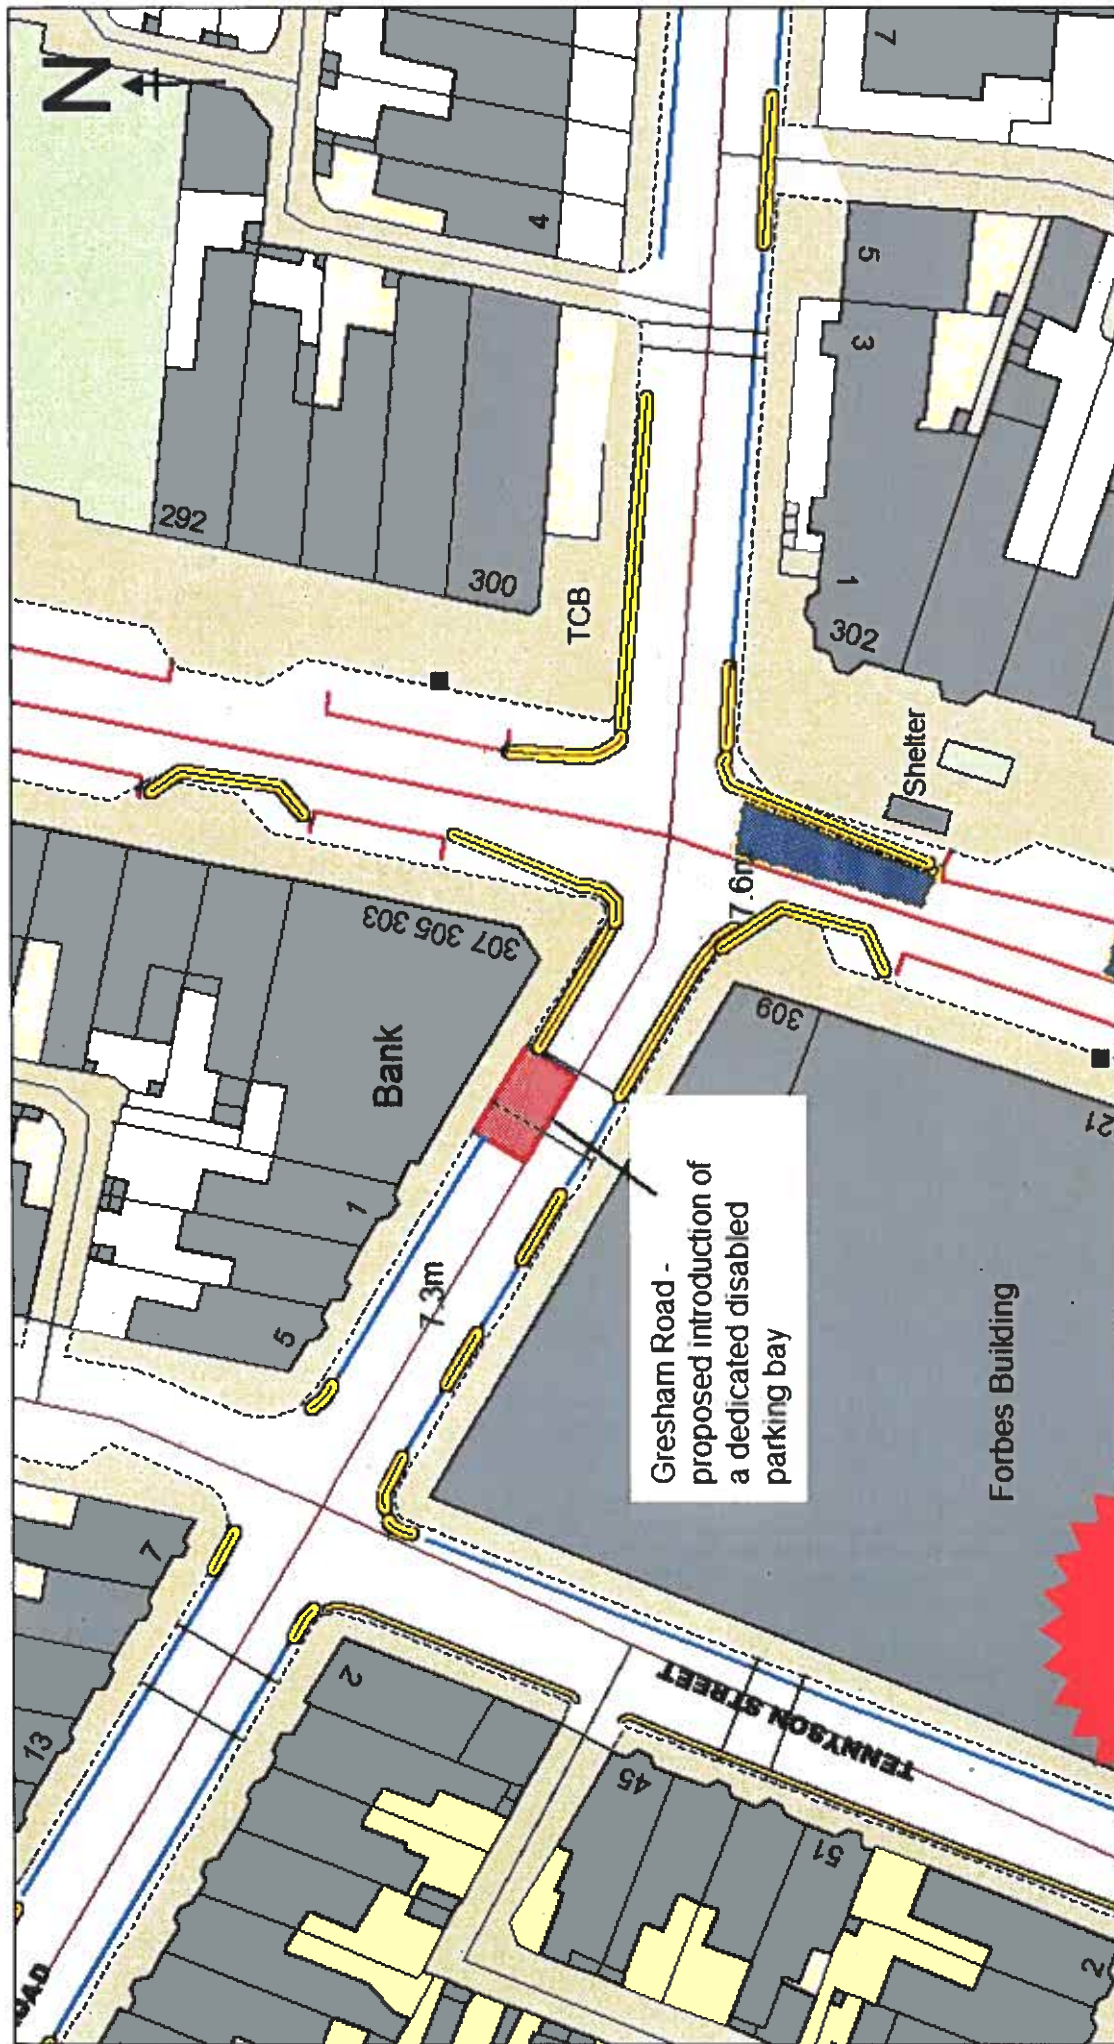 N
7
4
5
3
292
300
TCB
1
302
Shelter
303
305
307
7.6m
309
Bank
21
1
5
7.3m
Gresham Road -
proposed introduction of
a dedicated disabled
parking bay
Forbes Building
7
13
2
TENNYSON STREET
45
51
2